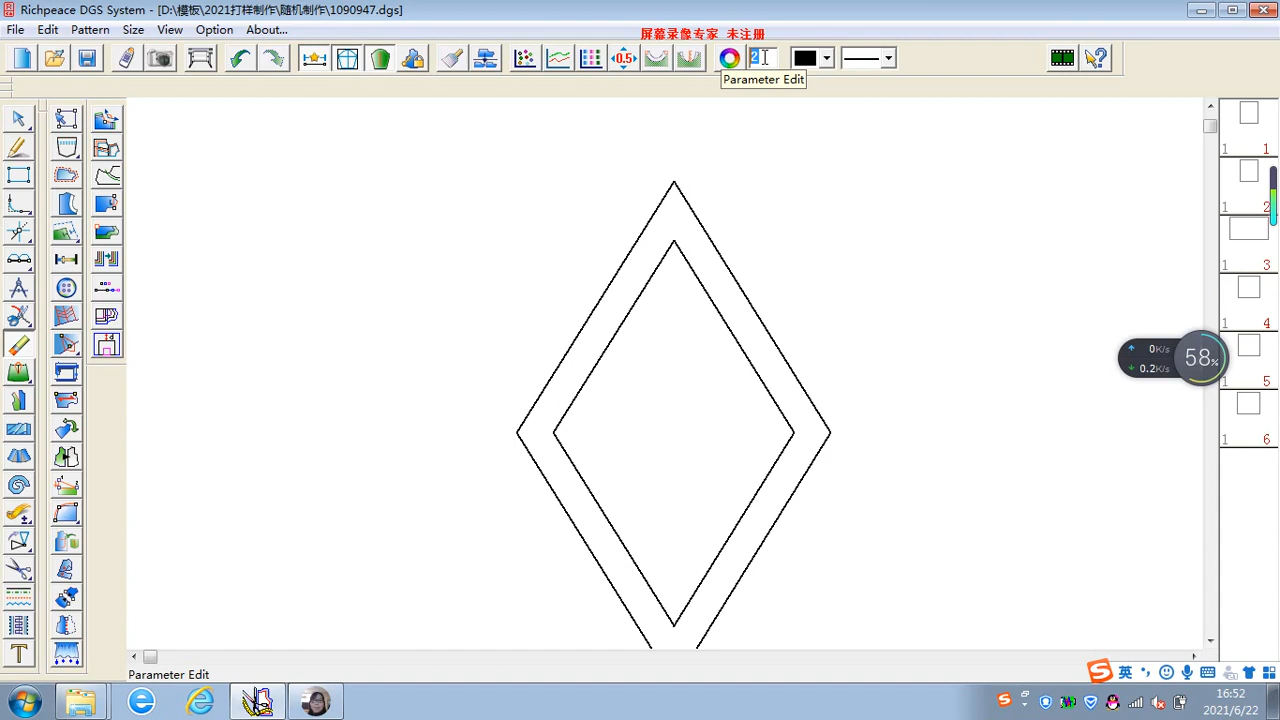 Richpeace DGS System - [D:\模板\2021打样制作\随机制作\1090947.dgs]
File Edit Pattern Size View Option About...
屏幕录像专家 未注册
0.5
2
Parameter Edit
1 1
1 2
1 3
1 4
1 5
1 6
0K/s
0.2K/s
58%
T
Parameter Edit
英
16:52
2021/6/22